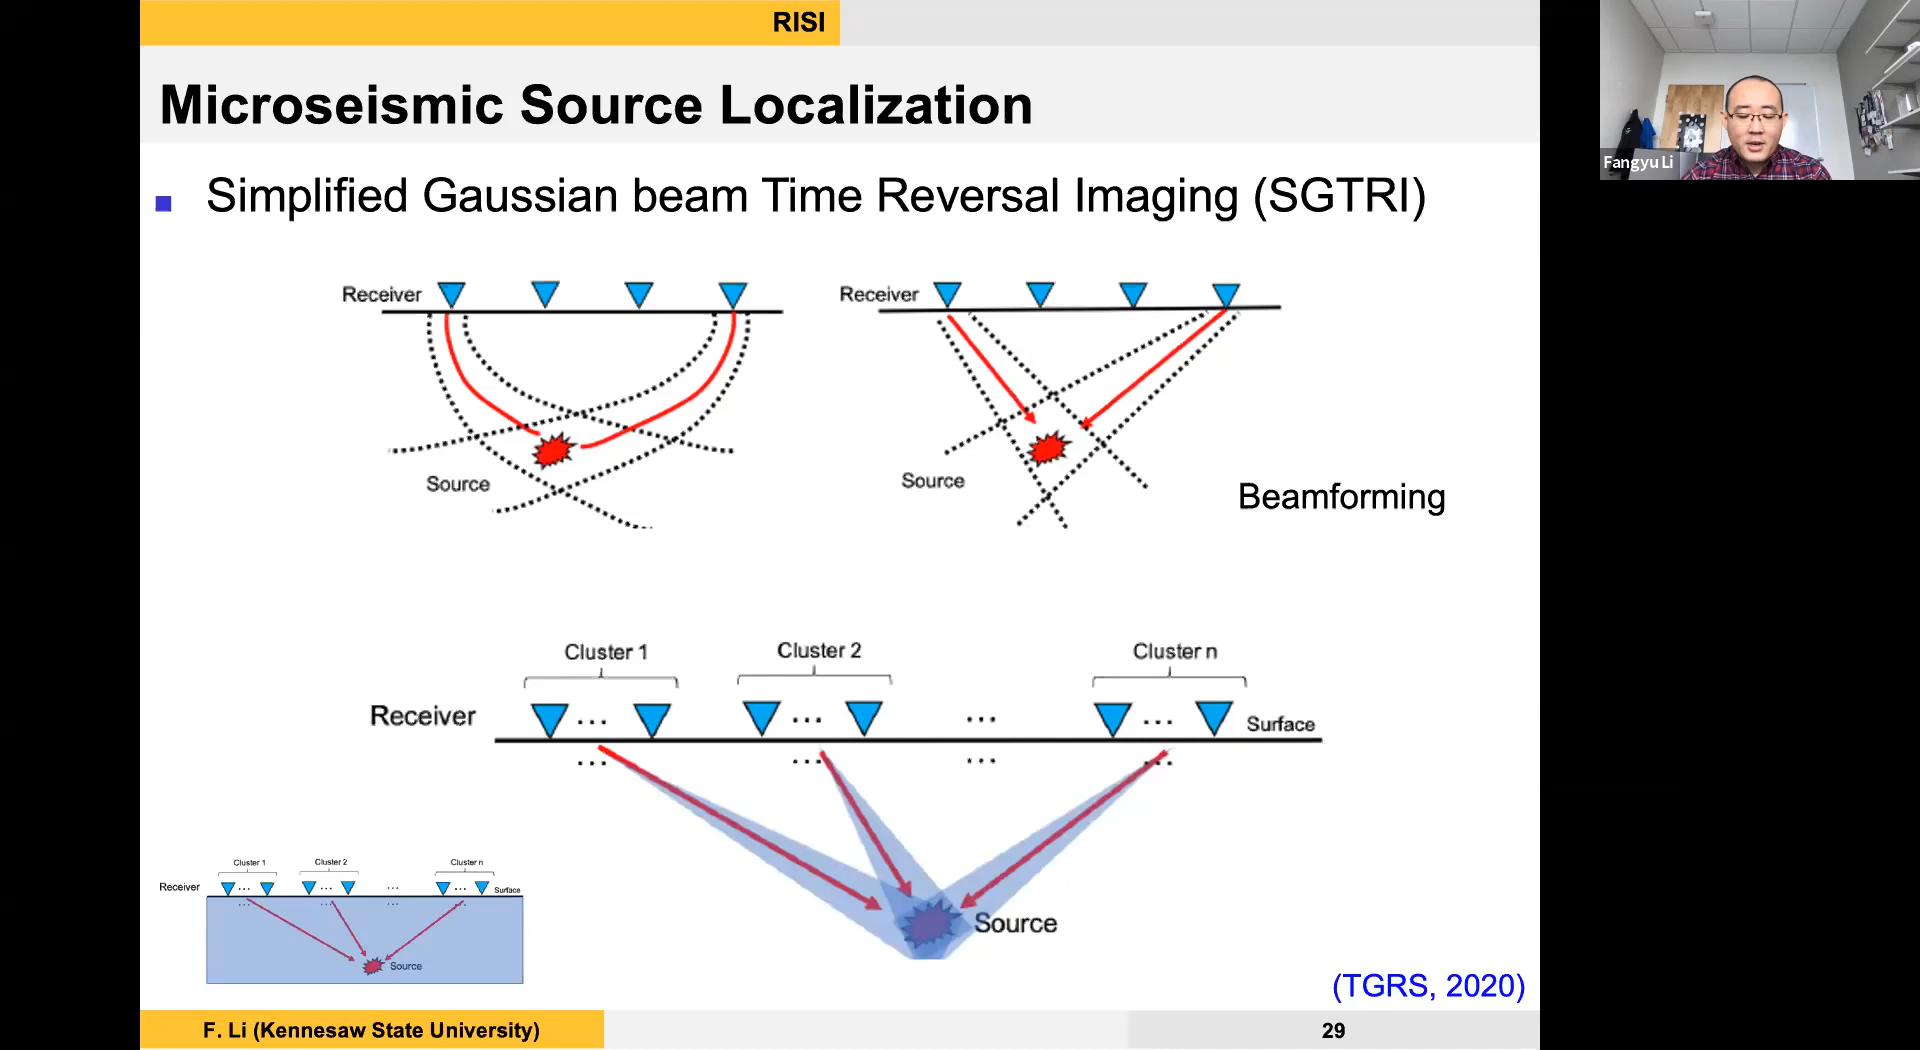 RISI
Fangyu Li
Microseismic Source Localization
Simplified Gaussian beam Time Reversal Imaging (SGTRI)
Receiver
Source
Receiver
Source
Beamforming
Cluster 1
Cluster 2
Cluster n
Receiver
...
...
...
...
Surface
...
...
...
...
Source
Cluster 1
Cluster 2
Cluster n
Receiver
...
...
...
...
Surface
...
...
...
...
Source
(TGRS, 2020)
F. Li (Kennesaw State University)
29